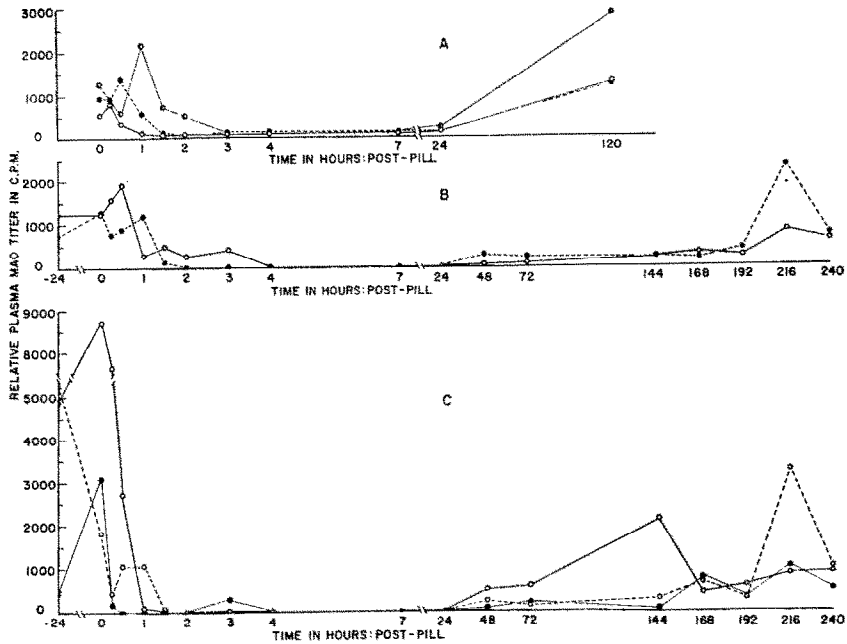 3000
2000
1000
0
A
0 1 2 3 4 7 24 120
TIME IN HOURS: POST-PILL
RELATIVE PLASMA MAO TITER IN C.P.M.
2000
1000
0
B
-24 0 1 2 3 4 7 24 48 72 144 168 192 216 240
TIME IN HOURS: POST-PILL
9000
8000
5000
4000
3000
2000
1000
0
C
-24 0 1 2 3 4 7 24 48 72 144 168 192 216 240
TIME IN HOURS: POST-PILL